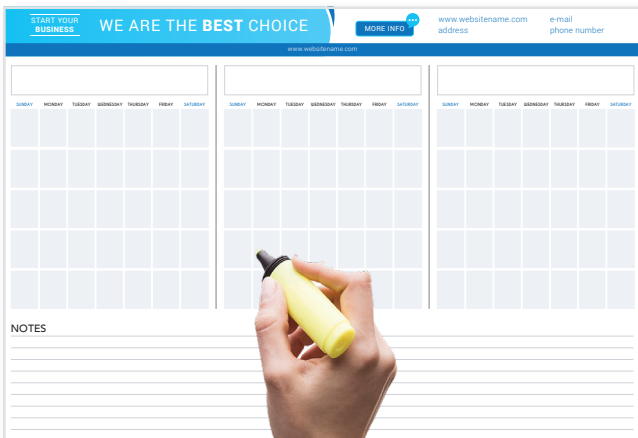 START YOUR
BUSINESS
WE ARE THE BEST CHOICE
MORE INFO
www.websitename.com
address
e-mail
phone number
www.websitename.com
SUNDAY MONDAY TUESDAY WEDNESDAY THURSDAY FRIDAY SATURDAY
SUNDAY MONDAY TUESDAY WEDNESDAY THURSDAY FRIDAY SATURDAY
SUNDAY MONDAY TUESDAY WEDNESDAY THURSDAY FRIDAY SATURDAY
NOTES